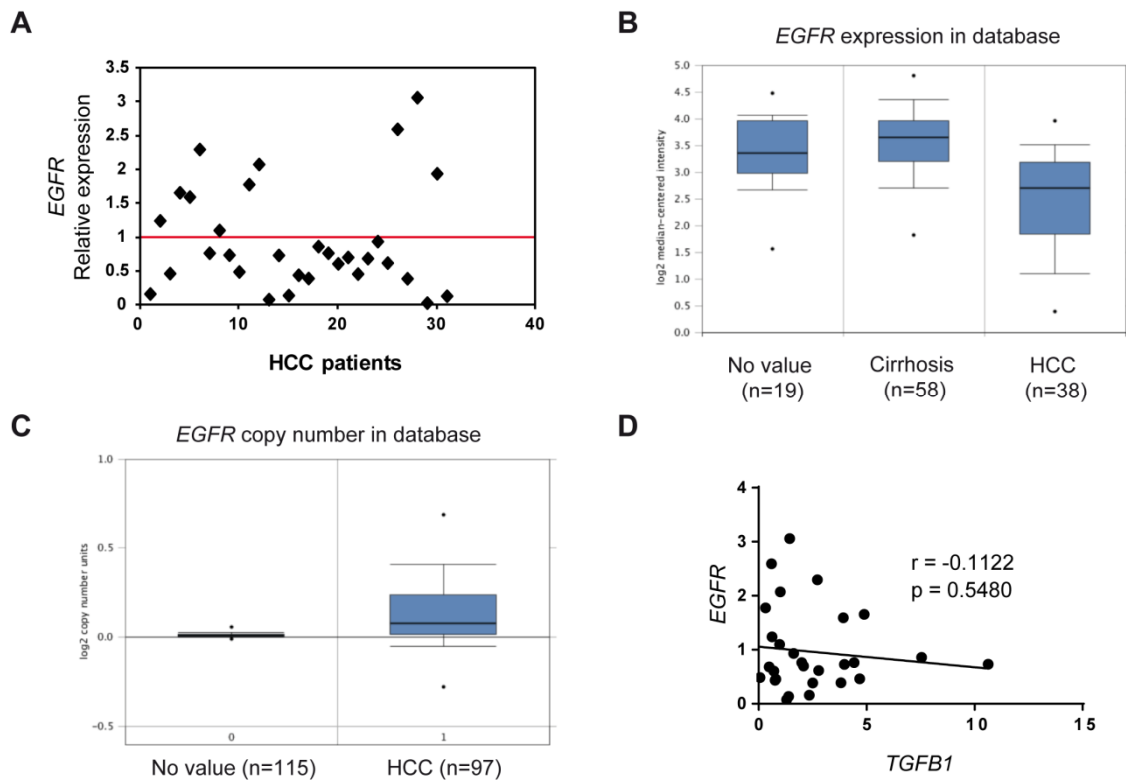 A
EGFR
Relative expression
3.5
3
2.5
2
1.5
1
0.5
0
0
10
20
30
40
HCC patients
B
EGFR expression in database
log2 median-centered intensity
5.0
4.5
4.0
3.5
3.0
2.5
2.0
1.5
1.0
0.5
0.0
No value
(n=19)
Cirrhosis
(n=58)
HCC
(n=38)
C
EGFR copy number in database
log2 copy number units
1.0
0.5
0.0
-0.5
0
1
No value (n=115)
HCC (n=97)
D
EGFR
4
3
2
1
0
r = -0.1122
p = 0.5480
0
5
10
15
TGFB1